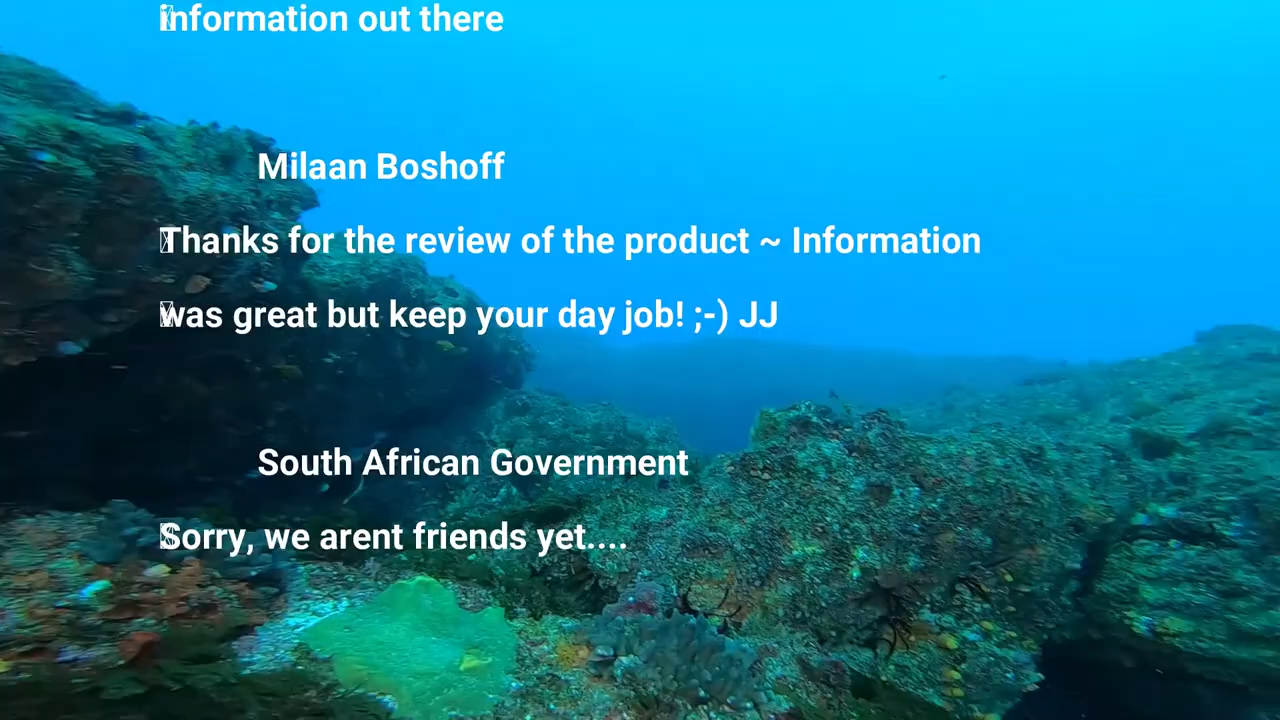 information out there
Milaan Boshoff
Thanks for the review of the product ~ Information
was great but keep your day job! ;-) JJ
South African Government
Sorry, we arent friends yet....